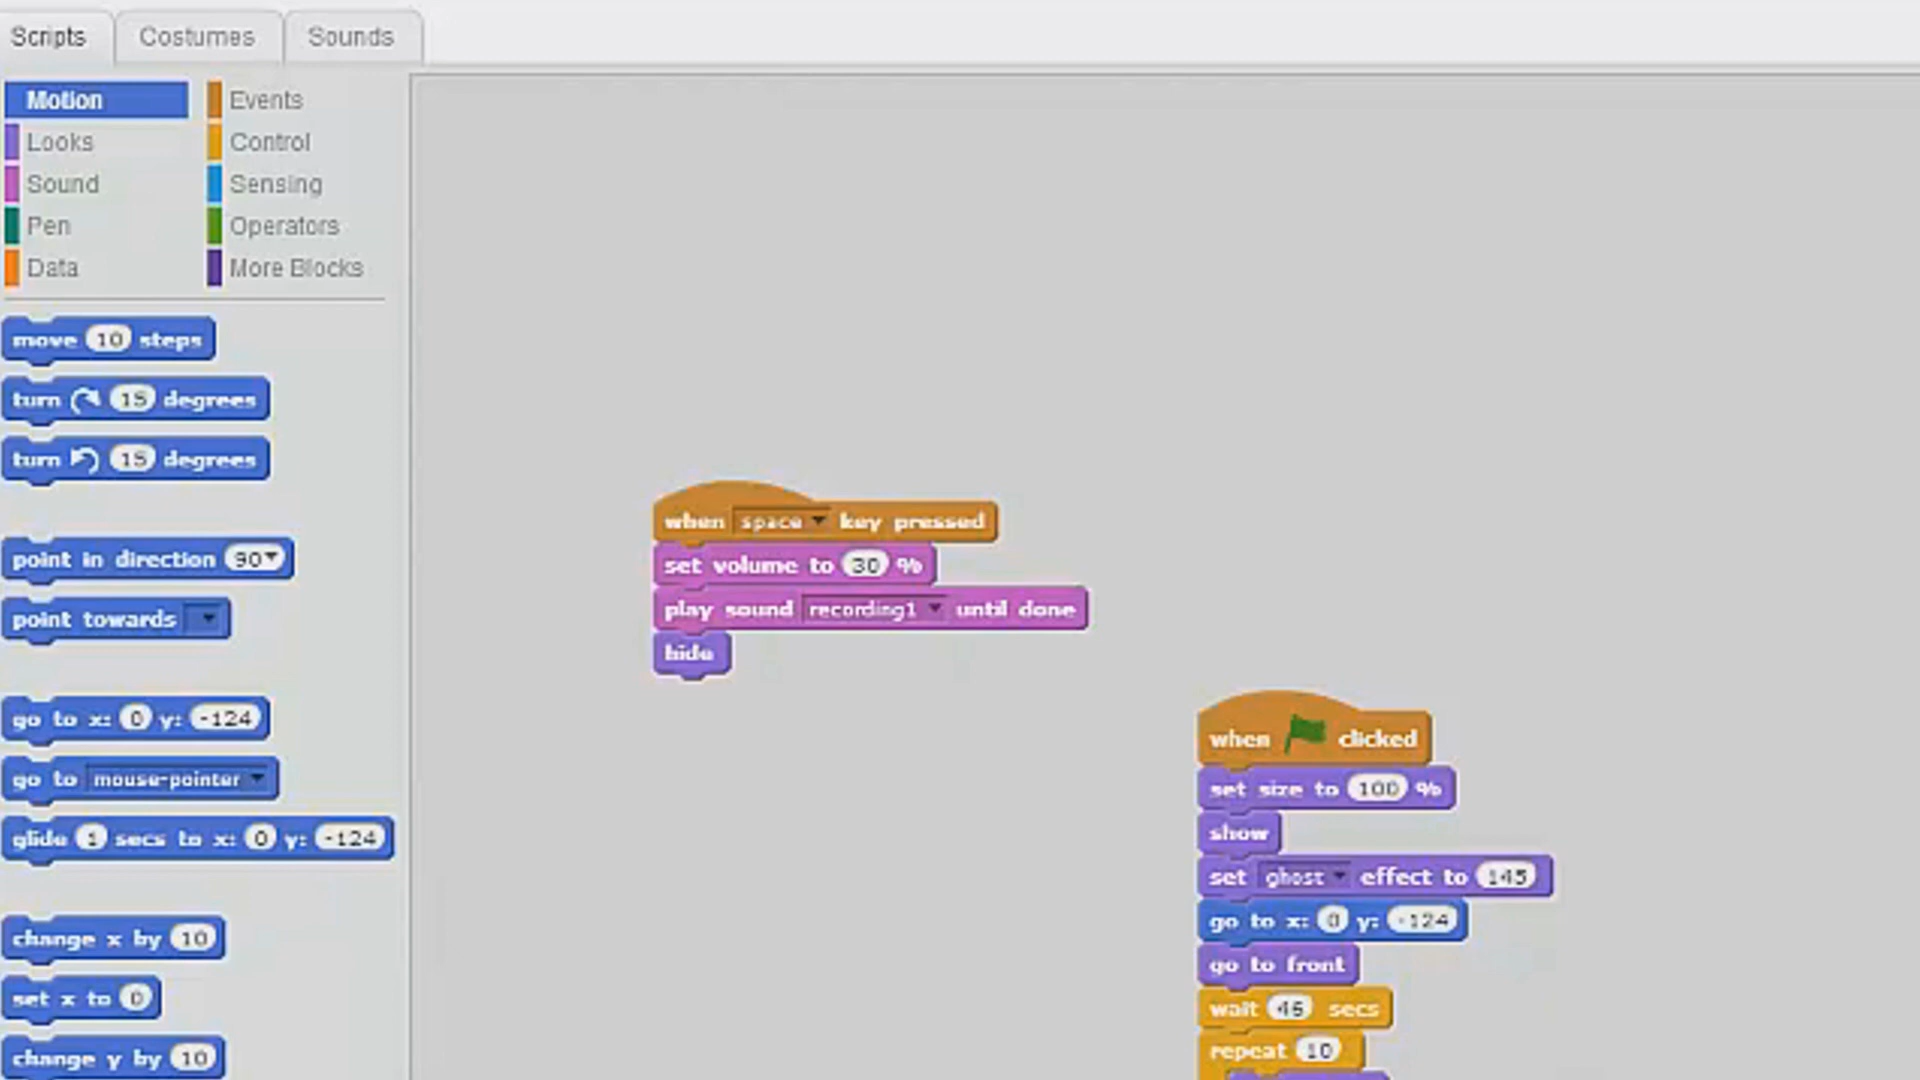 Scripts Costumes Sounds
Motion Events
Looks Control
Sound Sensing
Pen Operators
Data More Blocks
move 10 steps
turn 15 degrees
turn 15 degrees
point in direction 90
point towards
go to x: 0 y: -124
go to mouse-pointer
glide 1 secs to x: 0 y: -124
change x by 10
set x to 0
change y by 10
when space key pressed
set volume to 30 %
play sound recording1 until done
hide
when clicked
set size to 100 %
show
set ghost effect to 145
go to x: 0 y: -124
go to front
wait 45 secs
repeat 10